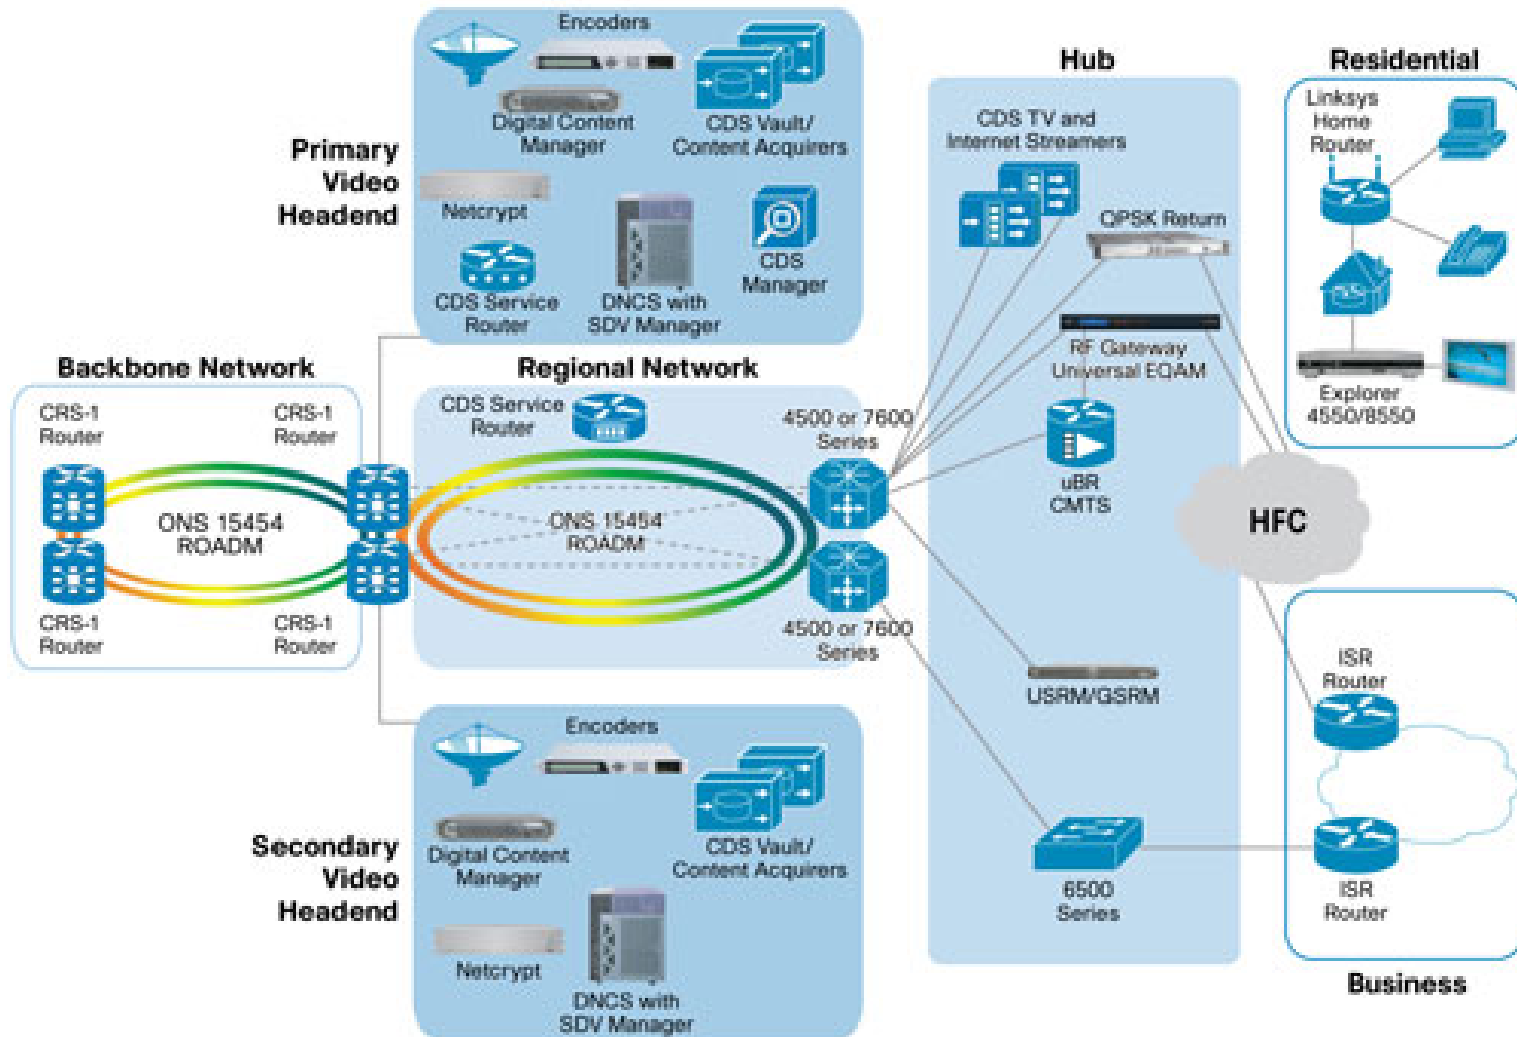 Primary
Video
Headend
Encoders
Digital Content
Manager
CDS Vault/
Content Acquirers
Netcrypt
CDS Service
Router
DNCS with
SDV Manager
CDS
Manager
Backbone Network
CRS-1
Router
CRS-1
Router
ONS 15454
ROADM
CRS-1
Router
CRS-1
Router
Regional Network
CDS Service
Router
4500 or 7600
Series
ONS 15454
ROADM
4500 or 7600
Series
Secondary
Video
Headend
Encoders
Digital Content
Manager
CDS Vault/
Content Acquirers
Netcrypt
DNCS with
SDV Manager
Hub
CDS TV and
Internet Streamers
QPSK Return
RF Gateway
Universal EQAM
uBR
CMTS
USRM/GSRM
6500
Series
HFC
Residential
Linksys
Home
Router
Explorer
4550/8550
ISR
Router
ISR
Router
Business